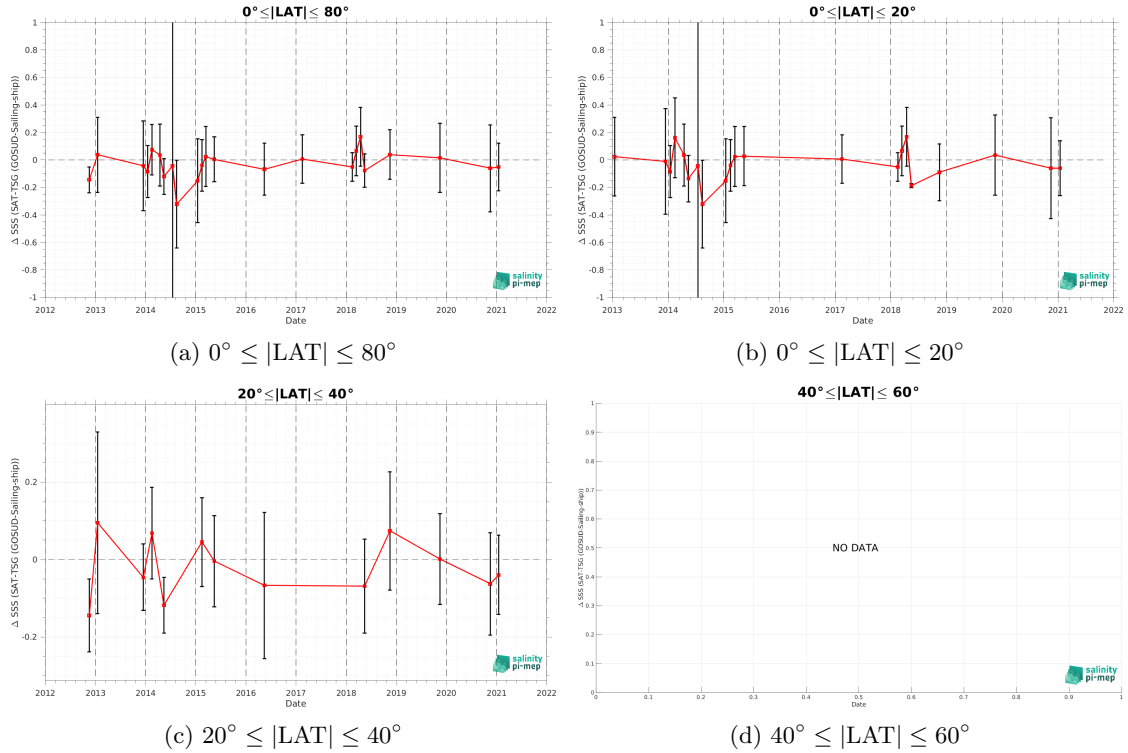 0°≤|LAT|≤ 80°
Δ SSS (SAT-TSG (GOSUD-Sailing-ship))
1
0.8
0.6
0.4
0.2
0
-0.2
-0.4
-0.6
-0.8
-1
2012 2013 2014 2015 2016 2017 2018 2019 2020 2021 2022
Date
salinity
pi-mep
(a) 0° ≤ |LAT| ≤ 80°
0°≤|LAT|≤ 20°
Δ SSS (SAT-TSG (GOSUD-Sailing-ship))
1
0.8
0.6
0.4
0.2
0
-0.2
-0.4
-0.6
-0.8
-1
2013 2014 2015 2016 2017 2018 2019 2020 2021 2022
Date
salinity
pi-mep
(b) 0° ≤ |LAT| ≤ 20°
20°≤|LAT|≤ 40°
Δ SSS (SAT-TSG (GOSUD-Sailing-ship))
0.2
0
-0.2
2012 2013 2014 2015 2016 2017 2018 2019 2020 2021 2022
Date
salinity
pi-mep
(c) 20° ≤ |LAT| ≤ 40°
40°≤|LAT|≤ 60°
Δ SSS (SAT-TSG (GOSUD-Sailing-ship))
1
0.9
0.8
0.7
0.6
0.5
0.4
0.3
0.2
0.1
0
NO DATA
0 0.1 0.2 0.3 0.4 0.5 0.6 0.7 0.8 0.9 1
Date
salinity
pi-mep
(d) 40° ≤ |LAT| ≤ 60°